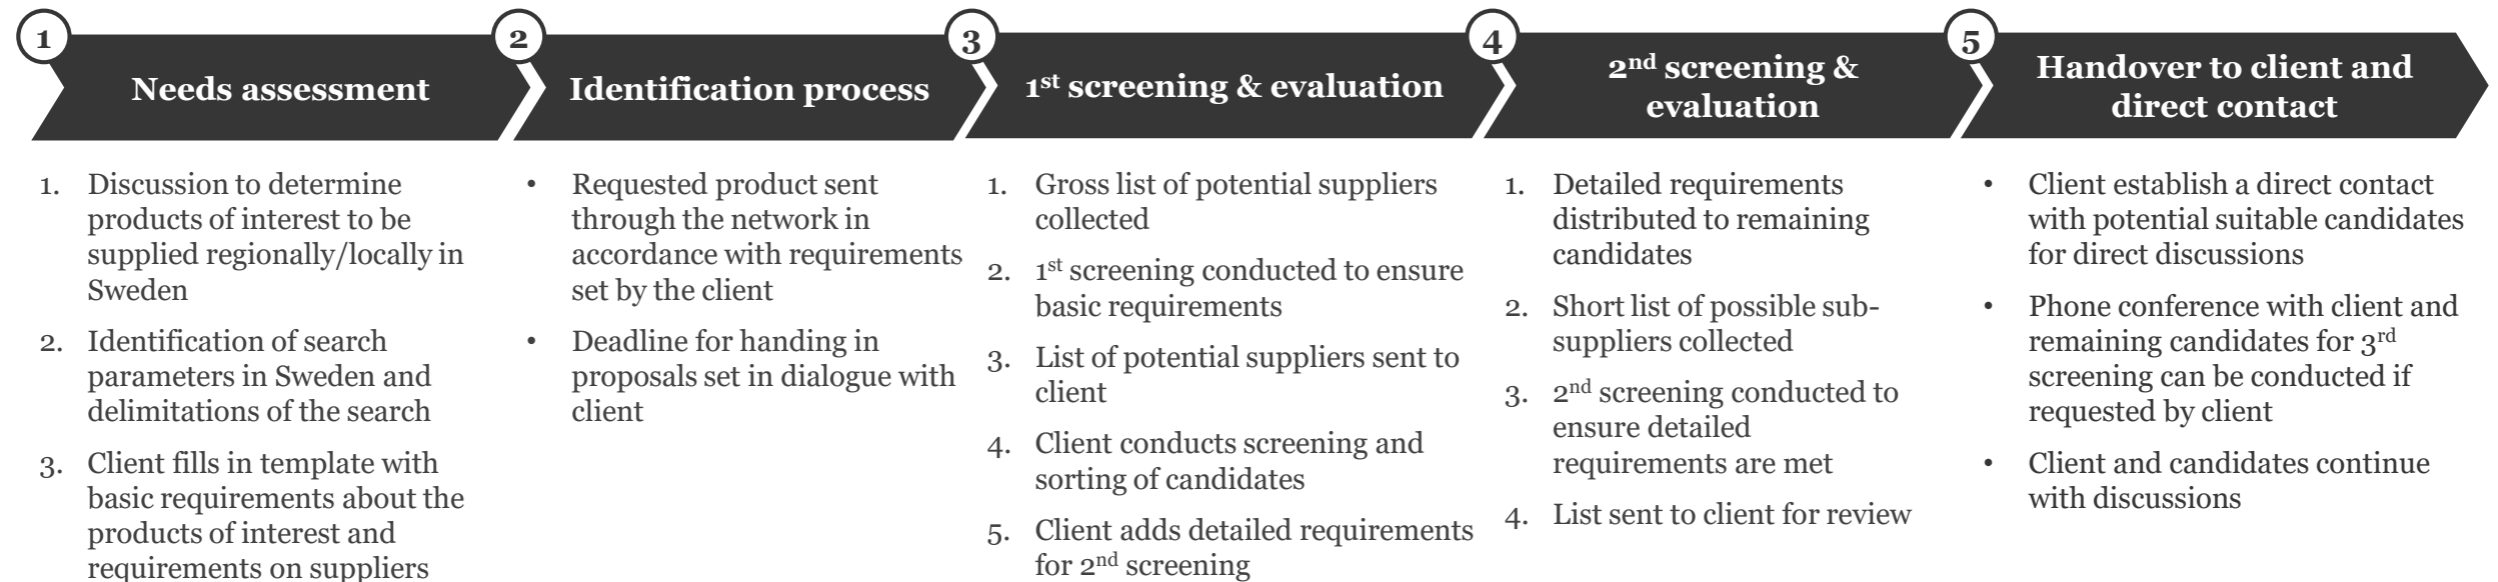 1
Needs assessment
1. Discussion to determine
products of interest to be
supplied regionally/locally in
Sweden
2. Identification of search
parameters in Sweden and
delimitations of the search
3. Client fills in template with
basic requirements about the
products of interest and
requirements on suppliers
2
Identification process
• Requested product sent
through the network in
accordance with requirements
set by the client
• Deadline for handing in
proposals set in dialogue with
client
3
1st screening & evaluation
1. Gross list of potential suppliers
collected
2. 1st screening conducted to ensure
basic requirements
3. List of potential suppliers sent to
client
4. Client conducts screening and
sorting of candidates
5. Client adds detailed requirements
for 2nd screening
4
2nd screening &
evaluation
1. Detailed requirements
distributed to remaining
candidates
2. Short list of possible sub-
suppliers collected
3. 2nd screening conducted to
ensure detailed
requirements are met
4. List sent to client for review
5
Handover to client and
direct contact
• Client establish a direct contact
with potential suitable candidates
for direct discussions
• Phone conference with client and
remaining candidates for 3rd
screening can be conducted if
requested by client
• Client and candidates continue
with discussions